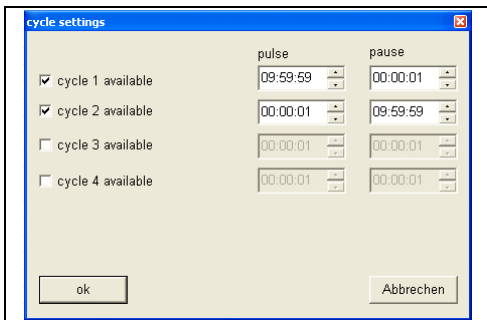 cycle settings
pulse pause
cycle 1 available 09:59:59 00:00:01
cycle 2 available 00:00:01 09:59:59
cycle 3 available 00:00:01 00:00:01
cycle 4 available 00:00:01 00:00:01
ok Abbrechen